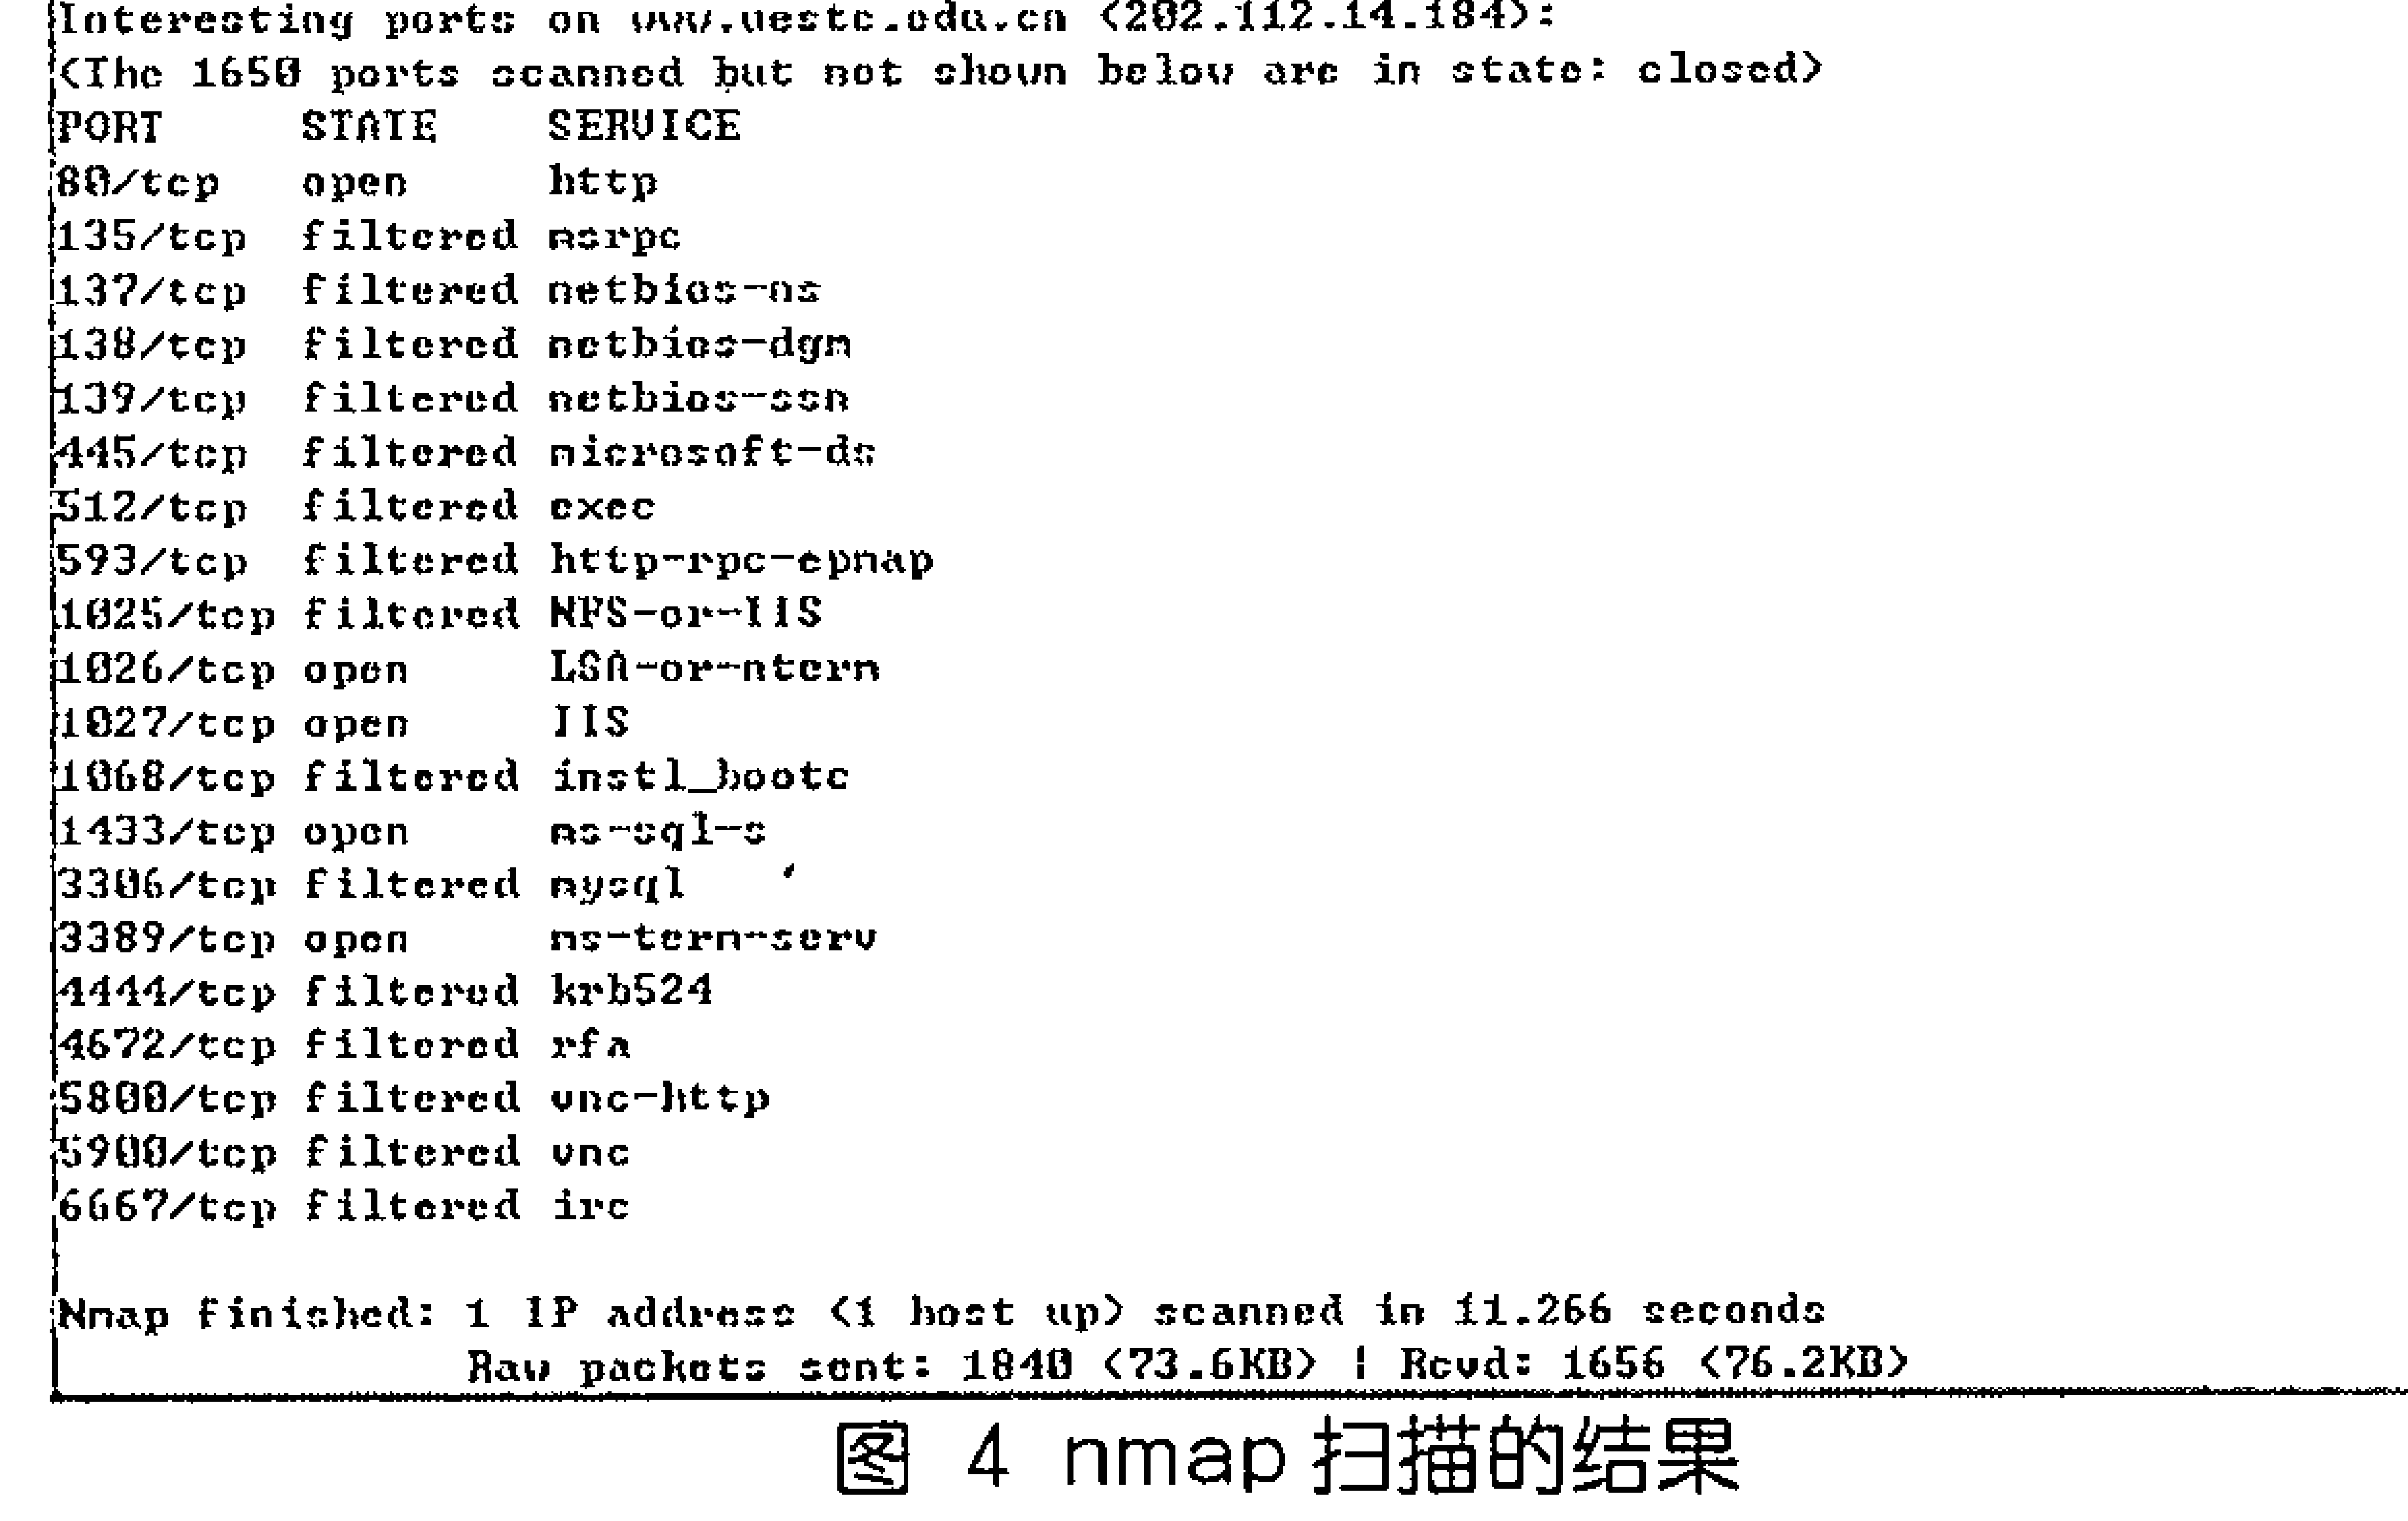 Interesting ports on www.uestc.edu.cn (202.112.14.184):
(The 1650 ports scanned but not shown below are in state: closed)
PORT     STATE    SERVICE
80/tcp   open     http
135/tcp  filtered msrpc
137/tcp  filtered netbios-ns
138/tcp  filtered netbios-dgm
139/tcp  filtered netbios-ssn
445/tcp  filtered microsoft-ds
512/tcp  filtered exec
593/tcp  filtered http-rpc-epmap
1025/tcp filtered NFS-or-IIS
1026/tcp open     LSA-or-nterm
1027/tcp open     IIS
1068/tcp filtered instl_bootc
1433/tcp open     ms-sql-s
3306/tcp filtered mysql
3389/tcp open     ms-term-serv
4444/tcp filtered krb524
4672/tcp filtered rfa
5800/tcp filtered vnc-http
5900/tcp filtered vnc
6667/tcp filtered irc
Nmap finished: 1 IP address (1 host up) scanned in 11.266 seconds
Raw packets sent: 1840 (73.6KB) | Rcvd: 1656 (76.2KB)
图 4 nmap 扫描的结果